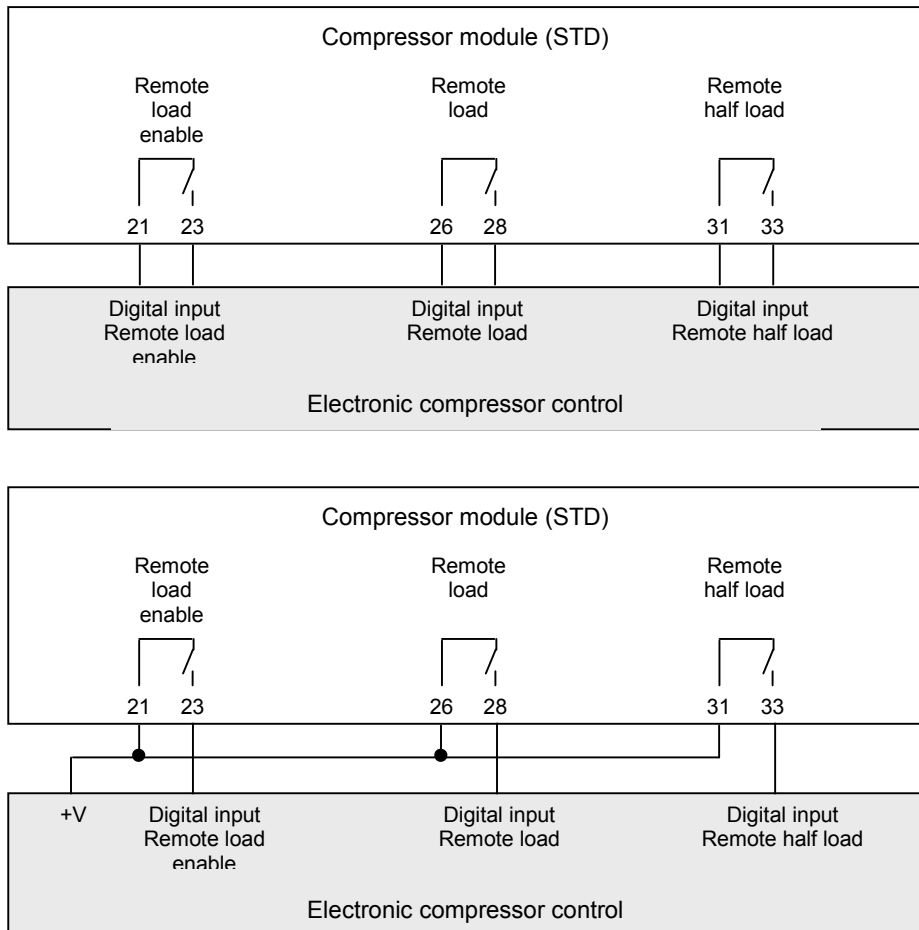 Compressor module (STD)
Remote load enable
Remote load
Remote half load
21 23 26 28 31 33
Digital input Remote load enable
Digital input Remote load
Digital input Remote half load
Electronic compressor control
Compressor module (STD)
Remote load enable
Remote load
Remote half load
21 23 26 28 31 33
+V
Digital input Remote load enable
Digital input Remote load
Digital input Remote half load
Electronic compressor control